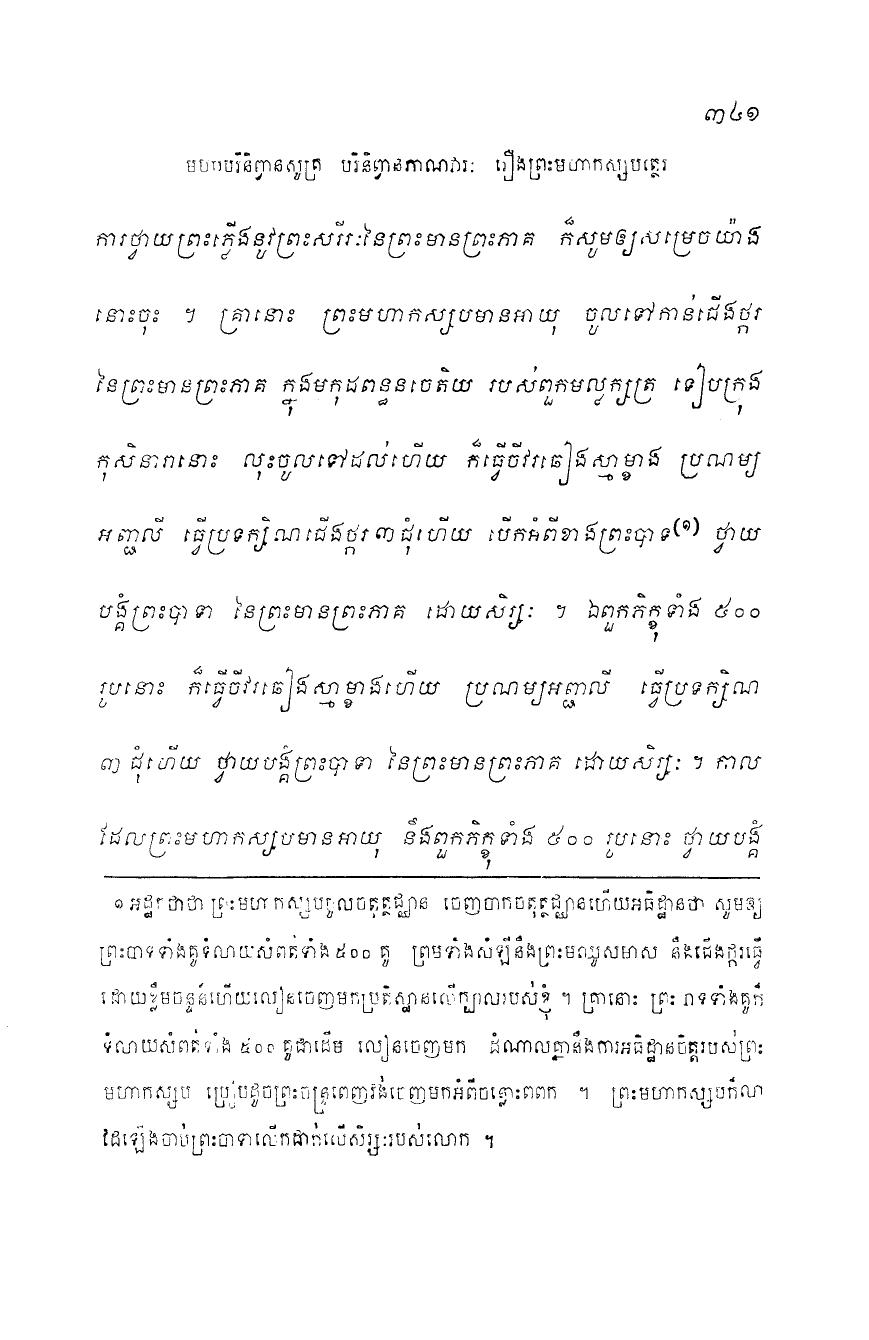 ៣៤១
មហាបរិនិព្វានសូត្រ បរិនិព្វានភាណវារៈ រឿងព្រះមហាកស្សបត្ថេរ
ការថ្វាយព្រះភ្លើងនូវព្រះសរីរៈនៃព្រះមានព្រះភាគ ក៏សូមឲ្យសម្រេចយ៉ាង
នោះចុះ ។ គ្រានោះ ព្រះមហាកស្សបមានអាយុ ចូលទៅកាន់ជើងថ្ករ
នៃព្រះមានព្រះភាគ ក្នុងមកុដពន្ធនចេតិយ របស់ពួកមល្លក្សត្រ ទៀបក្រុង
កុសិនារានោះ លុះចូលទៅដល់ហើយ ក៏ធ្វើចីវរឆៀងស្មាម្ខាង ប្រណម្យ
អញ្ជលី ធ្វើប្រទក្សិណជើងថ្ករ៣ជុំហើយ បើកអំពីខាងព្រះបាទ(១) ថ្វាយ
បង្គំព្រះបាទា នៃព្រះមានព្រះភាគ ដោយសិរ្សៈ ។ ឯពួកភិក្ខុទាំង ៥០០
រូបនោះ ក៏ធ្វើចីវរឆៀងស្មាម្ខាងហើយ ប្រណម្យអញ្ជលី ធ្វើប្រទក្សិណ
៣ ជុំហើយ ថ្វាយបង្គំព្រះបាទា នៃព្រះមានព្រះភាគ ដោយសិរ្សៈ ។ កាល
ដែលព្រះមហាកស្សបមានអាយុ នឹងពួកភិក្ខុទាំង ៥០០ រូបនោះ ថ្វាយបង្គំ
១ អដ្ឋកថាថា ព្រះមហាកស្សបចូលចតុត្ថជ្ឈាន ចេញចាកចតុត្ថជ្ឈានហើយអធិដ្ឋានថា សូមឲ្យ
ព្រះបាទទាំងគូទំលាយសំពត់ទាំង៥០០ គូ ព្រមទាំងសំឡីនឹងព្រះមឈូសមាស នឹងជើងថ្ករធ្វើ
ដោយខ្លឹមចន្ទន៍ហើយលៀនចេញមកប្រតិស្ឋានលើក្បាលរបស់ខ្ញុំ ។ គ្រានោះ ព្រះបាទទាំងគូក៏
ទំលាយសំពត់ទាំង ៥០០ គូជាដើម លៀនចេញមក ដំណាលគ្នានឹងការអធិដ្ឋានចិត្តរបស់ព្រះ
មហាកស្សប ប្រៀបដូចព្រះចន្ទ្រពេញវង់ចេញមកអំពីចន្លោះពពក ។ ព្រះមហាកស្សបក៏លា
ដៃឡើងចាប់ព្រះបាទាលើកដាក់លើសិរ្សៈរបស់លោក ។